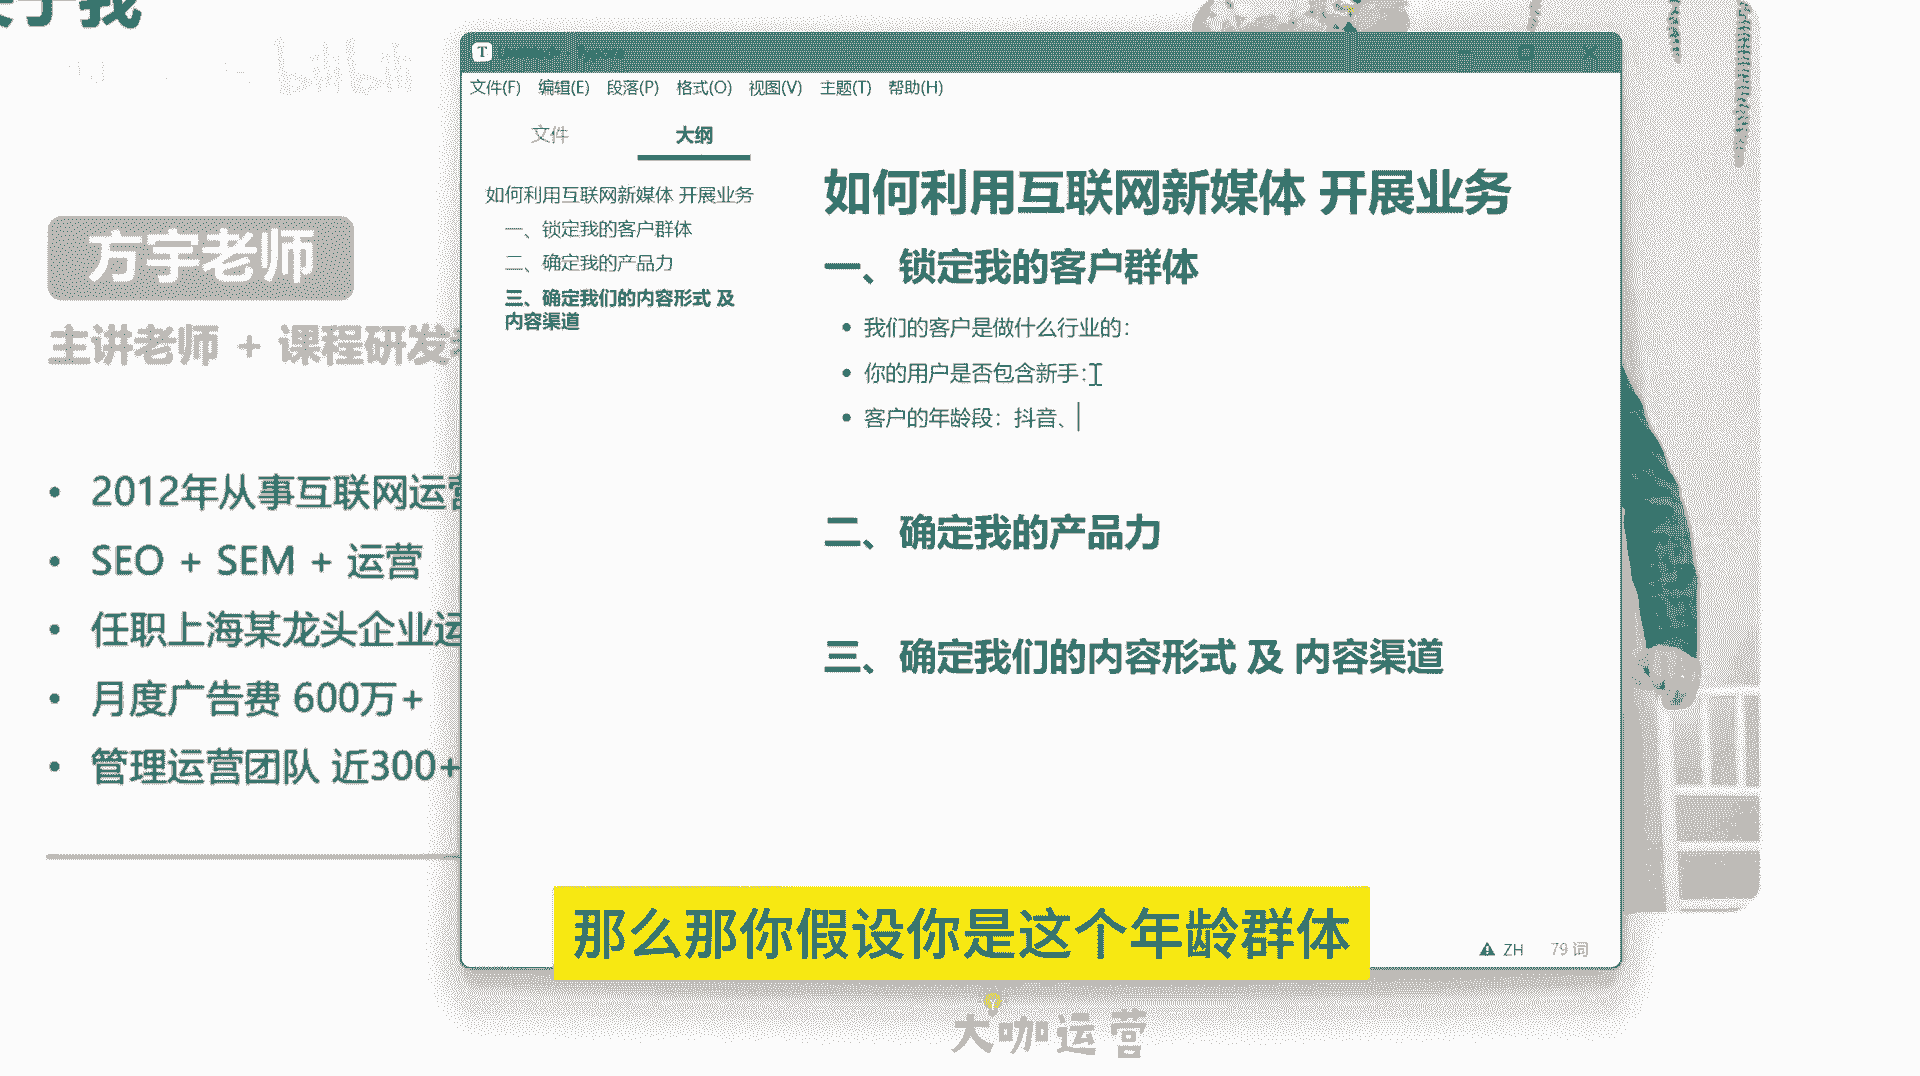 关于我
bilibili
方宇老师
主讲老师 + 课程研发
2012年从事互联网运营
SEO + SEM + 运营
任职上海某龙头企业运
月度广告费 600万+
管理运营团队 近300+
文件(F) 编辑(E) 段落(P) 格式(O) 视图(V) 主题(T) 帮助(H)
文件 大纲
如何利用互联网新媒体 开展业务
一、锁定我的客户群体
二、确定我的产品力
三、确定我们的内容形式 及
内容渠道
如何利用互联网新媒体 开展业务
一、锁定我的客户群体
我们的客户是做什么行业的：
你的用户是否包含新手：
客户的年龄段：抖音、
二、确定我的产品力
三、确定我们的内容形式 及 内容渠道
ZH 79 词
那么那你假设你是这个年龄群体
大咖运营